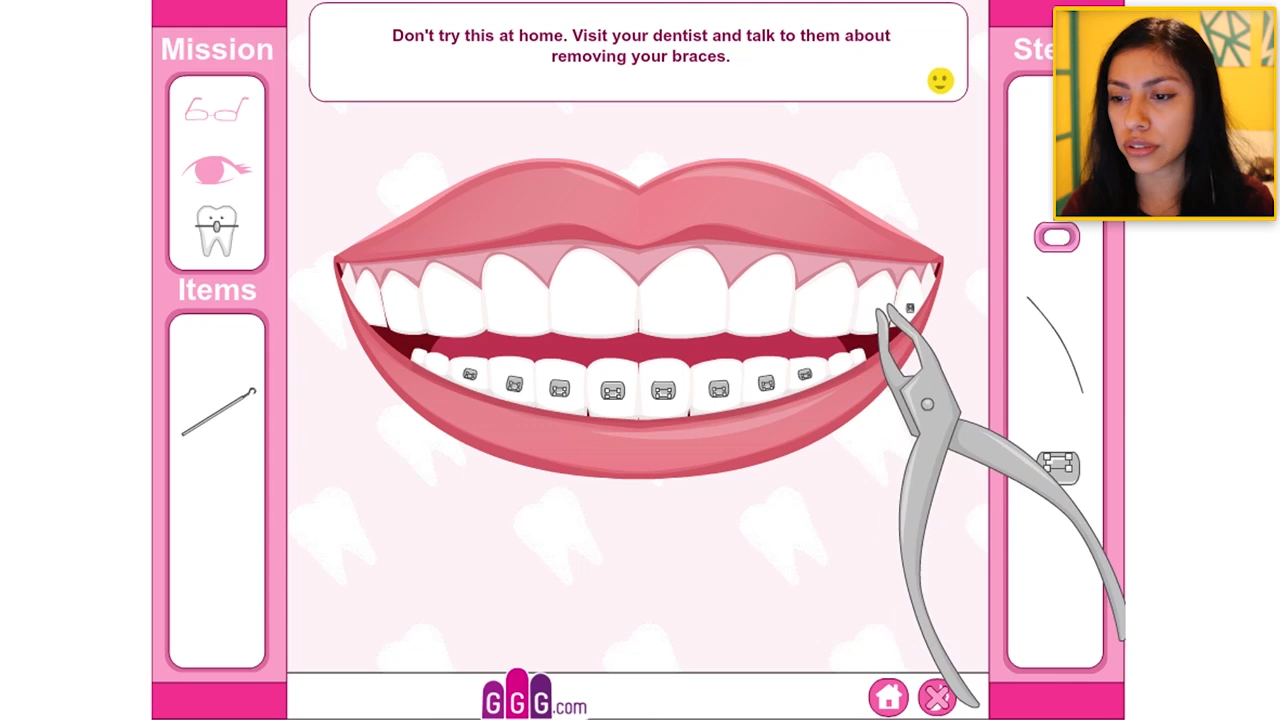 Don't try this at home. Visit your dentist and talk to them about
removing your braces.
Mission
Items
GGG.com